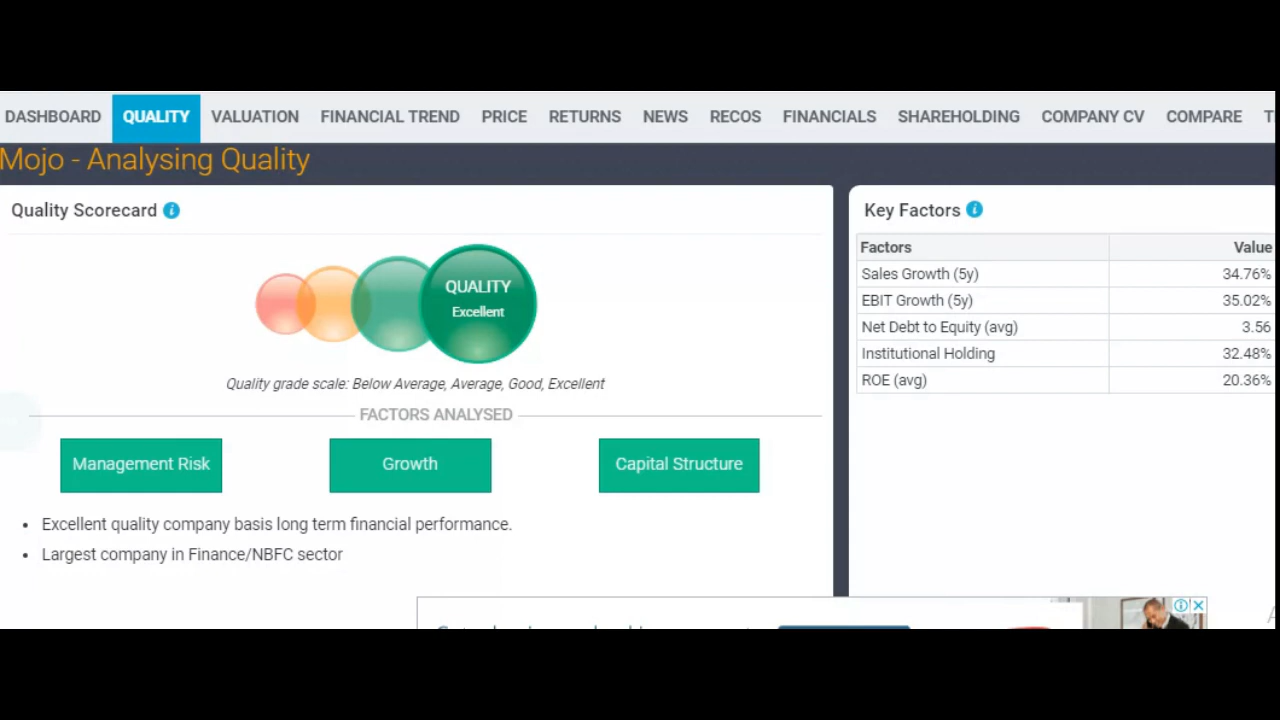 DASHBOARD QUALITY VALUATION FINANCIAL TREND PRICE RETURNS NEWS RECOS FINANCIALS SHAREHOLDING COMPANY CV COMPARE
Mojo - Analysing Quality
Quality Scorecard
QUALITY
Excellent
Quality grade scale: Below Average, Average, Good, Excellent
FACTORS ANALYSED
Management Risk Growth Capital Structure
• Excellent quality company basis long term financial performance.
• Largest company in Finance/NBFC sector
Key Factors
Factors Value
Sales Growth (5y) 34.76%
EBIT Growth (5y) 35.02%
Net Debt to Equity (avg) 3.56
Institutional Holding 32.48%
ROE (avg) 20.36%